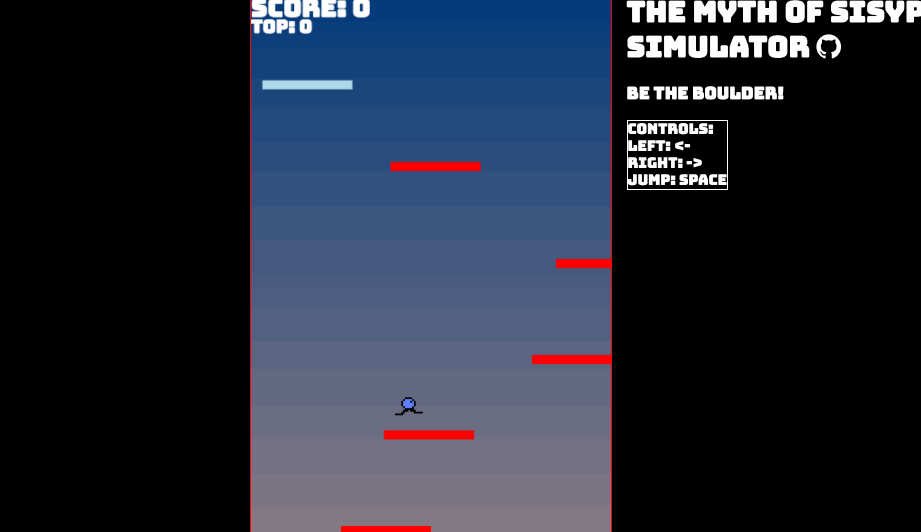 SCORE: 0
TOP: 0
THE MYTH OF SISYP
SIMULATOR
BE THE BOULDER!
CONTROLS:
LEFT: <-
RIGHT: ->
JUMP: SPACE